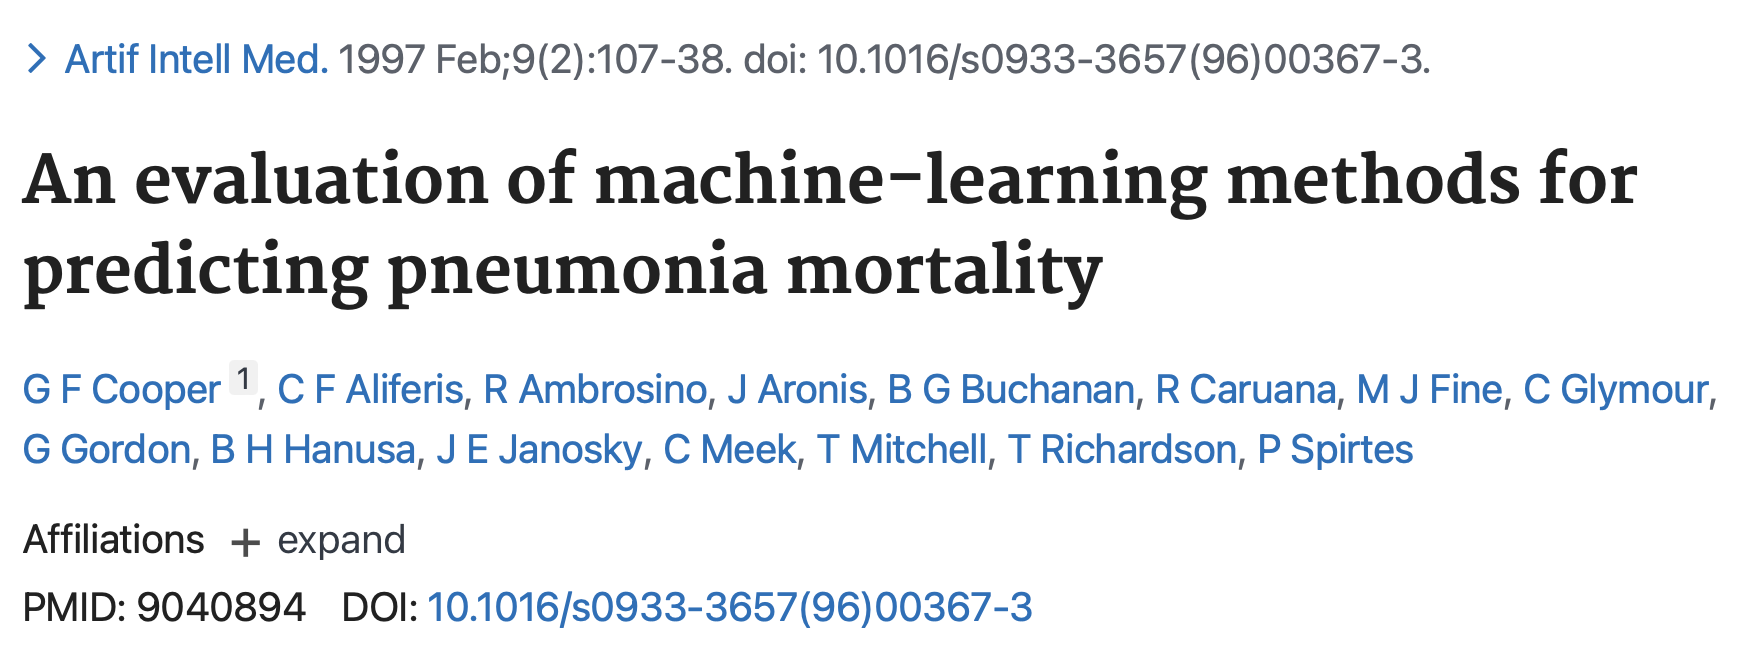 > Artif Intell Med. 1997 Feb;9(2):107-38. doi: 10.1016/s0933-3657(96)00367-3.
An evaluation of machine-learning methods for
predicting pneumonia mortality
G F Cooper 1, C F Aliferis, R Ambrosino, J Aronis, B G Buchanan, R Caruana, M J Fine, C Glymour,
G Gordon, B H Hanusa, J E Janosky, C Meek, T Mitchell, T Richardson, P Spirtes
Affiliations + expand
PMID: 9040894 DOI: 10.1016/s0933-3657(96)00367-3